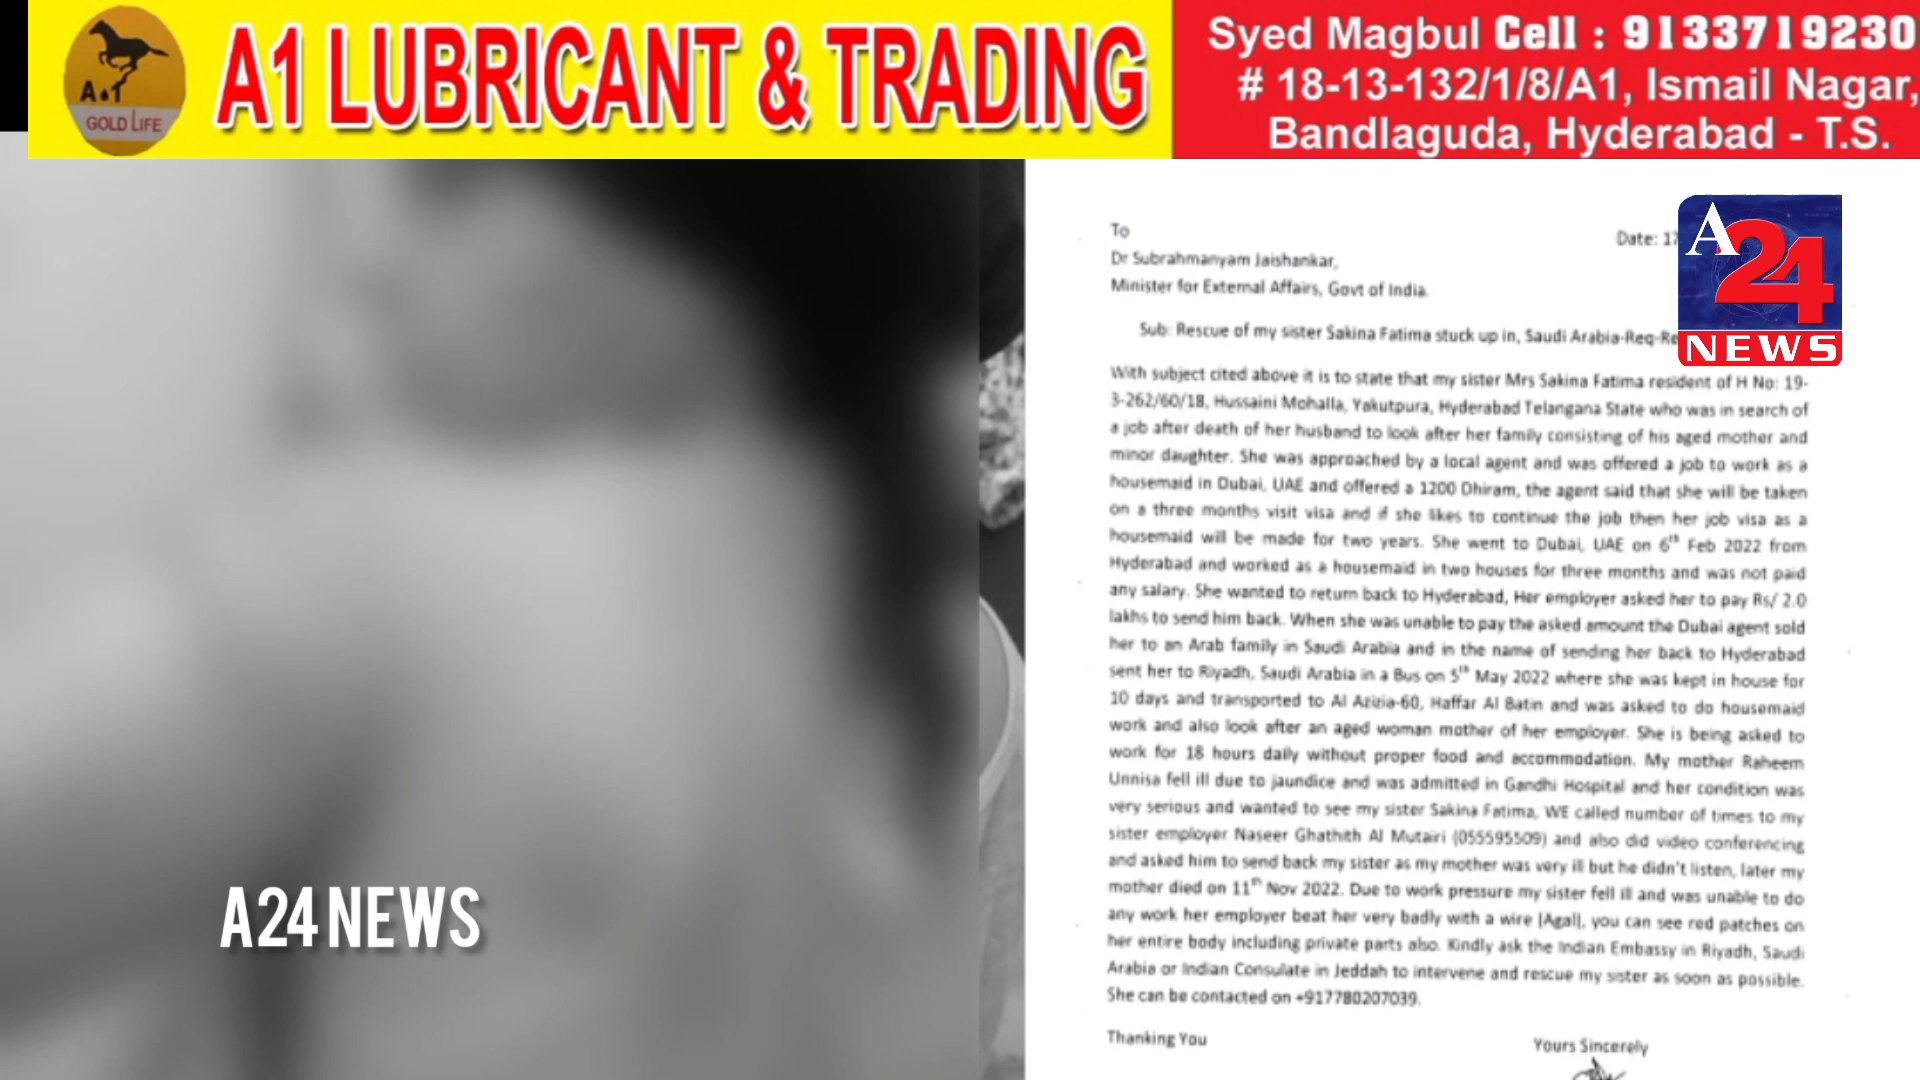 A1
GOLD LIFE
A1 LUBRICANT & TRADING
Syed Magbul Cell : 9133719230
# 18-13-132/1/8/A1, Ismail Nagar,
Bandlaguda, Hyderabad - T.S.
A24
NEWS
To
Date: 17
Dr Subrahmanyam Jaishankar,
Minister for External Affairs, Govt of India.
Sub: Rescue of my sister Sakina Fatima stuck up in, Saudi Arabia-Req-Re
With subject cited above it is to state that my sister Mrs Sakina Fatima resident of H No: 19-
3-262/60/18, Hussaini Mohalla, Yakutpura, Hyderabad Telangana State who was in search of
a job after death of her husband to look after her family consisting of his aged mother and
minor daughter. She was approached by a local agent and was offered a job to work as a
housemaid in Dubai, UAE and offered a 1200 Dhiram, the agent said that she will be taken
on a three months visit visa and if she likes to continue the job then her job visa as a
housemaid will be made for two years. She went to Dubai, UAE on 6th Feb 2022 from
Hyderabad and worked as a housemaid in two houses for three months and was not paid
any salary. She wanted to return back to Hyderabad, Her employer asked her to pay Rs/ 2.0
lakhs to send him back. When she was unable to pay the asked amount the Dubai agent sold
her to an Arab family in Saudi Arabia and in the name of sending her back to Hyderabad
sent her to Riyadh, Saudi Arabia in a Bus on 5th May 2022 where she was kept in house for
10 days and transported to Al Azizia-60, Haffar Al Batin and was asked to do housemaid
work and also look after an aged woman mother of her employer. She is being asked to
work for 18 hours daily without proper food and accommodation. My mother Raheem
Unnisa fell ill due to jaundice and was admitted in Gandhi Hospital and her condition was
very serious and wanted to see my sister Sakina Fatima, WE called number of times to my
sister employer Naseer Ghathith Al Mutairi (055595509) and also did video conferencing
and asked him to send back my sister as my mother was very ill but he didn't listen, later my
mother died on 11th Nov 2022. Due to work pressure my sister fell ill and was unable to do
any work her employer beat her very badly with a wire [Agal], you can see red patches on
her entire body including private parts also. Kindly ask the Indian Embassy in Riyadh, Saudi
Arabia or Indian Consulate in Jeddah to intervene and rescue my sister as soon as possible.
She can be contacted on +917780207039.
Thanking You
Yours Sincerely
A24 NEWS